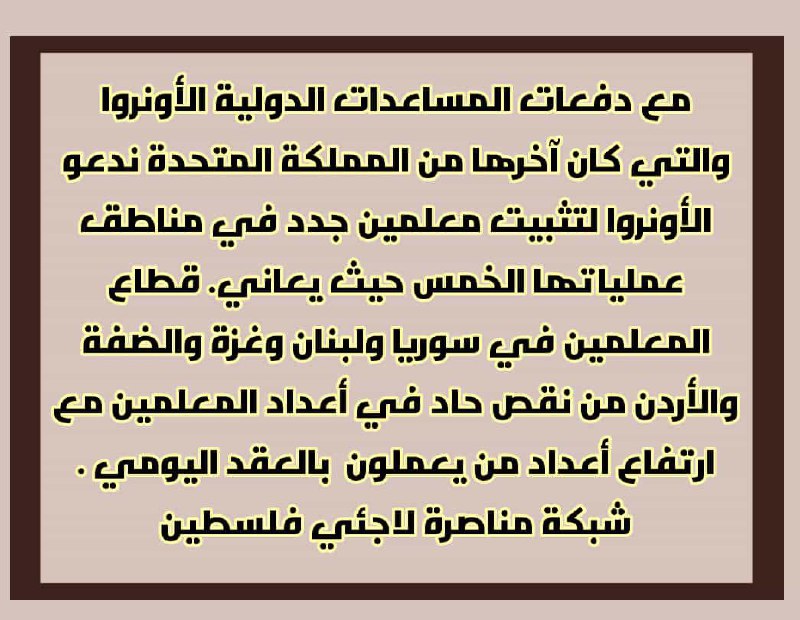 مع دفعات المساعدات الدولية الأونروا
والتي كان آخرها من المملكة المتحدة ندعو
الأونروا لتثبيت معلمين جدد في مناطق
عملياتها الخمس حيث يعاني. قطاع
المعلمين في سوريا ولبنان وغزة والضفة
والأردن من نقص حاد في أعداد المعلمين مع
ارتفاع أعداد من يعملون بالعقد اليومي .
شبكة مناصرة لاجئي فلسطين